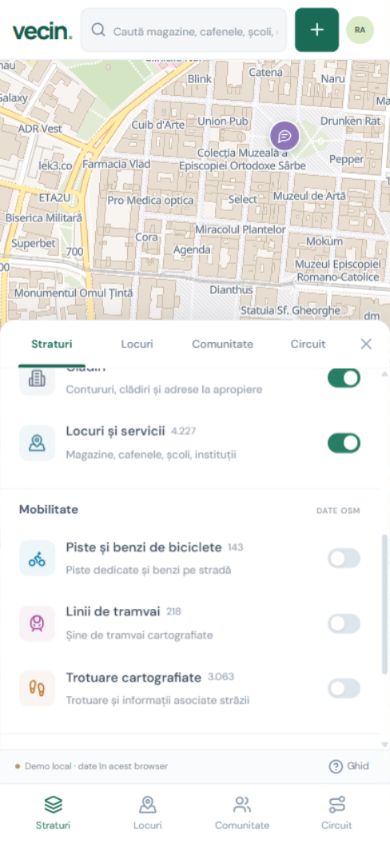 vecin.
Caută magazine, cafenele, școli,
+
RA
Blink
Catena
Naru
Galaxy
ADR Vest
Cuib d'Arte
Union Pub
Drunken Rat
lek3.co
Farmacia Vlad
Colecția Muzeală a
Episcopiei Ortodoxe Sârbe
Pepper
ETA2U
Pro Medica optica
Select
Muzeul de Artă
Biserica Militară
Miracolul Plantelor
Superbet
700
Cora
Agenda
Mokum
Muzeul Episcopiei
Romano-Catolice
Monumentul Omul Țintă
Dianthus
dm
Statuia Sf. Gheorghe
Straturi
Locuri
Comunitate
Circuit
Clădiri
Contururi, clădiri și adrese la apropiere
Locuri și servicii 4.227
Magazine, cafenele, școli, instituții
Mobilitate
DATE OSM
Piste și benzi de biciclete 143
Piste dedicate și benzi pe stradă
Linii de tramvai 218
Șine de tramvai cartografiate
Trotuare cartografiate 3.063
Trotuare și informații asociate străzii
Demo local · date în acest browser
Ghid
Straturi
Locuri
Comunitate
Circuit